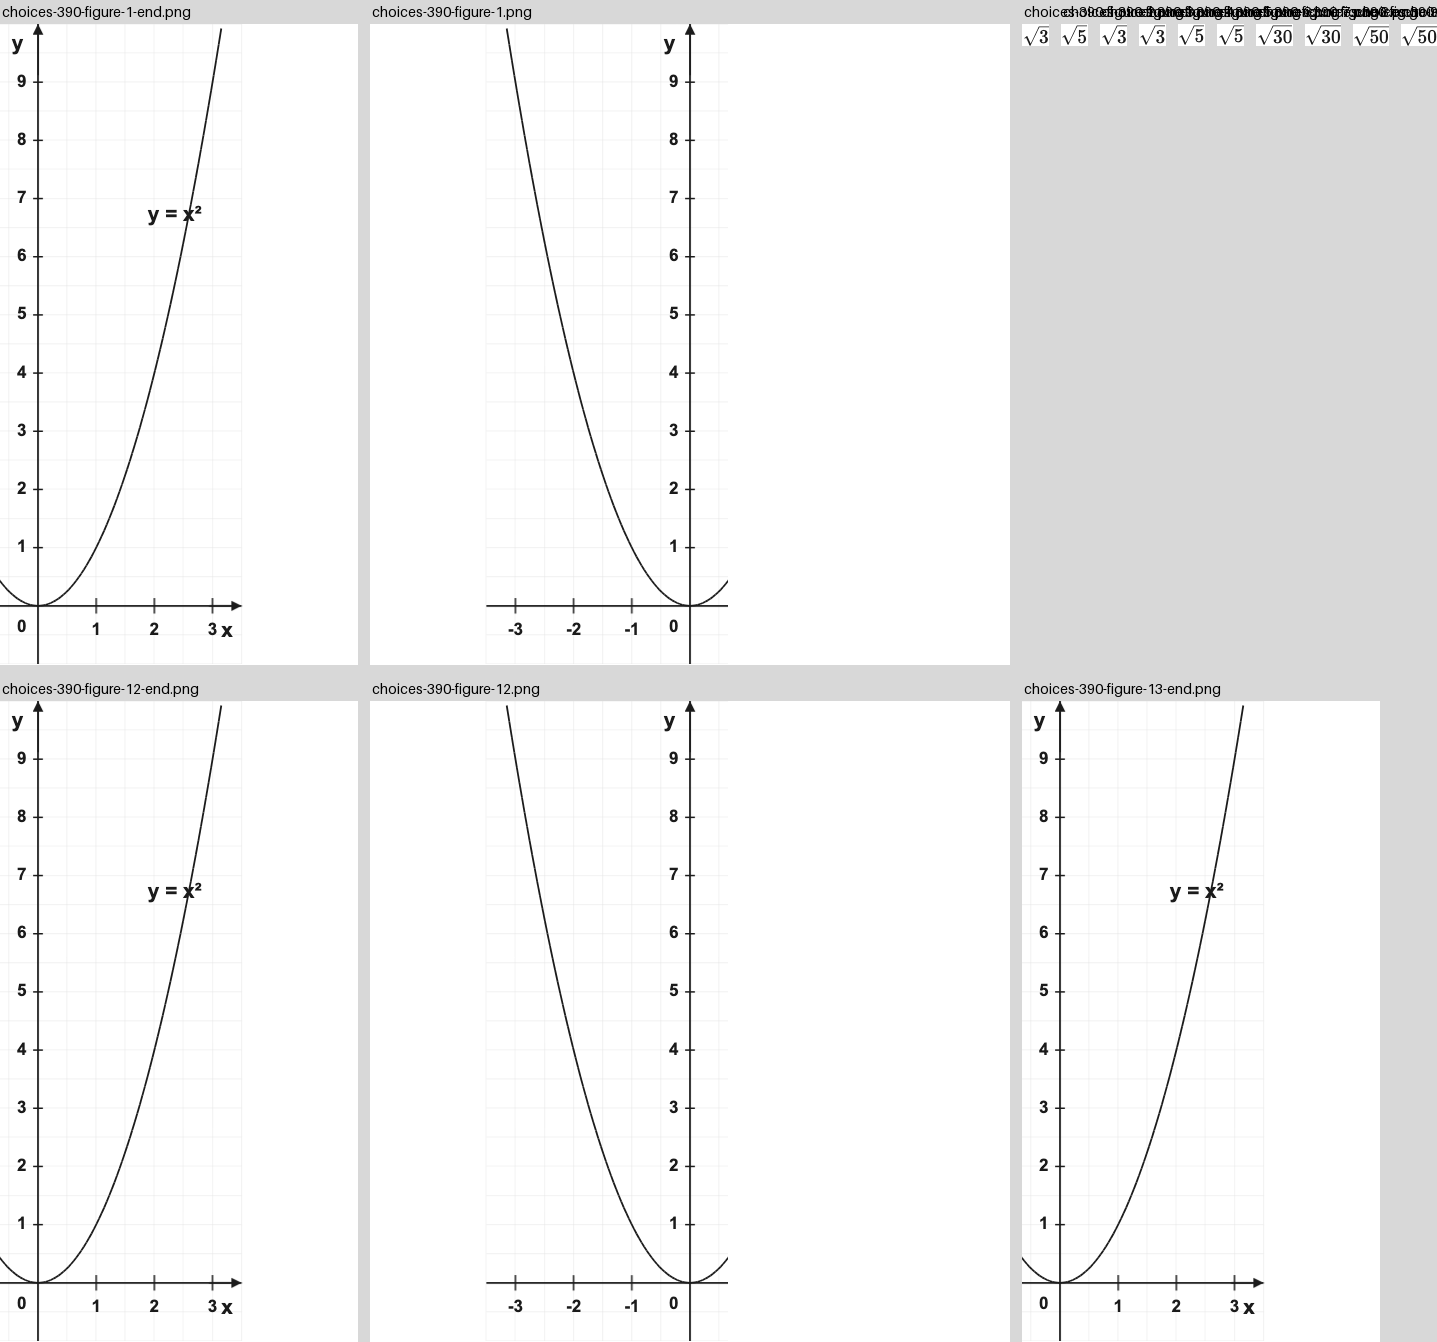 choices-390-figure-1-end.png
y
9
8
7
y = x²
6
5
4
3
2
1
0 1 2 3 x
choices-390-figure-1.png
y
9
8
7
6
5
4
3
2
1
-3 -2 -1 0
√3 √5 √3 √3 √5 √5 √30 √30 √50 √50
choices-390-figure-12-end.png
y
9
8
7
y = x²
6
5
4
3
2
1
0 1 2 3 x
choices-390-figure-12.png
y
9
8
7
6
5
4
3
2
1
-3 -2 -1 0
choices-390-figure-13-end.png
y
9
8
7
y = x²
6
5
4
3
2
1
0 1 2 3 x